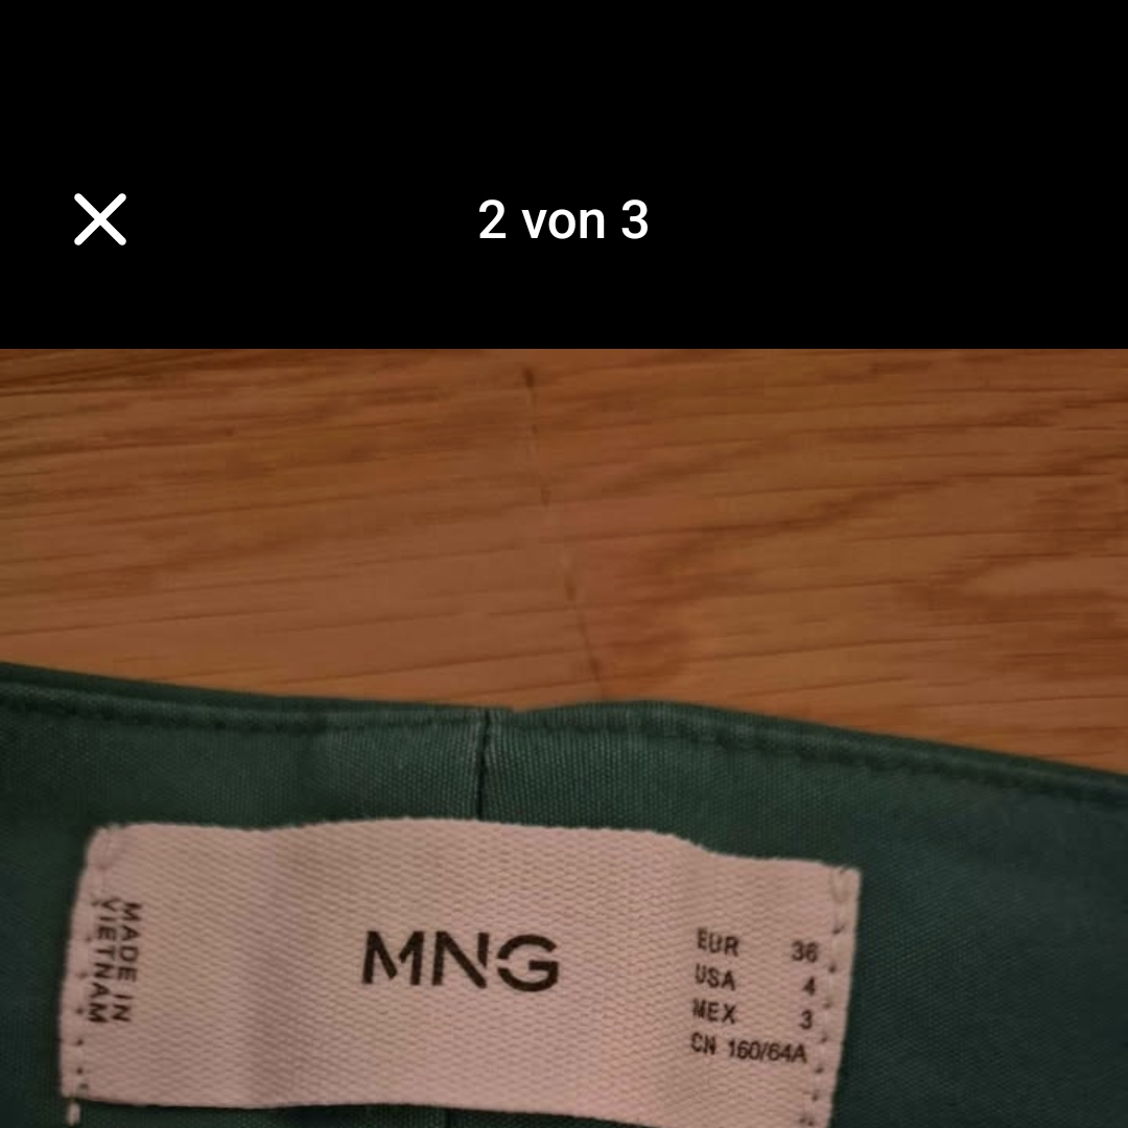 2 von 3
MADE IN
VIETNAM
MNG
EUR 36
USA 4
MEX 3
CN 160/64A